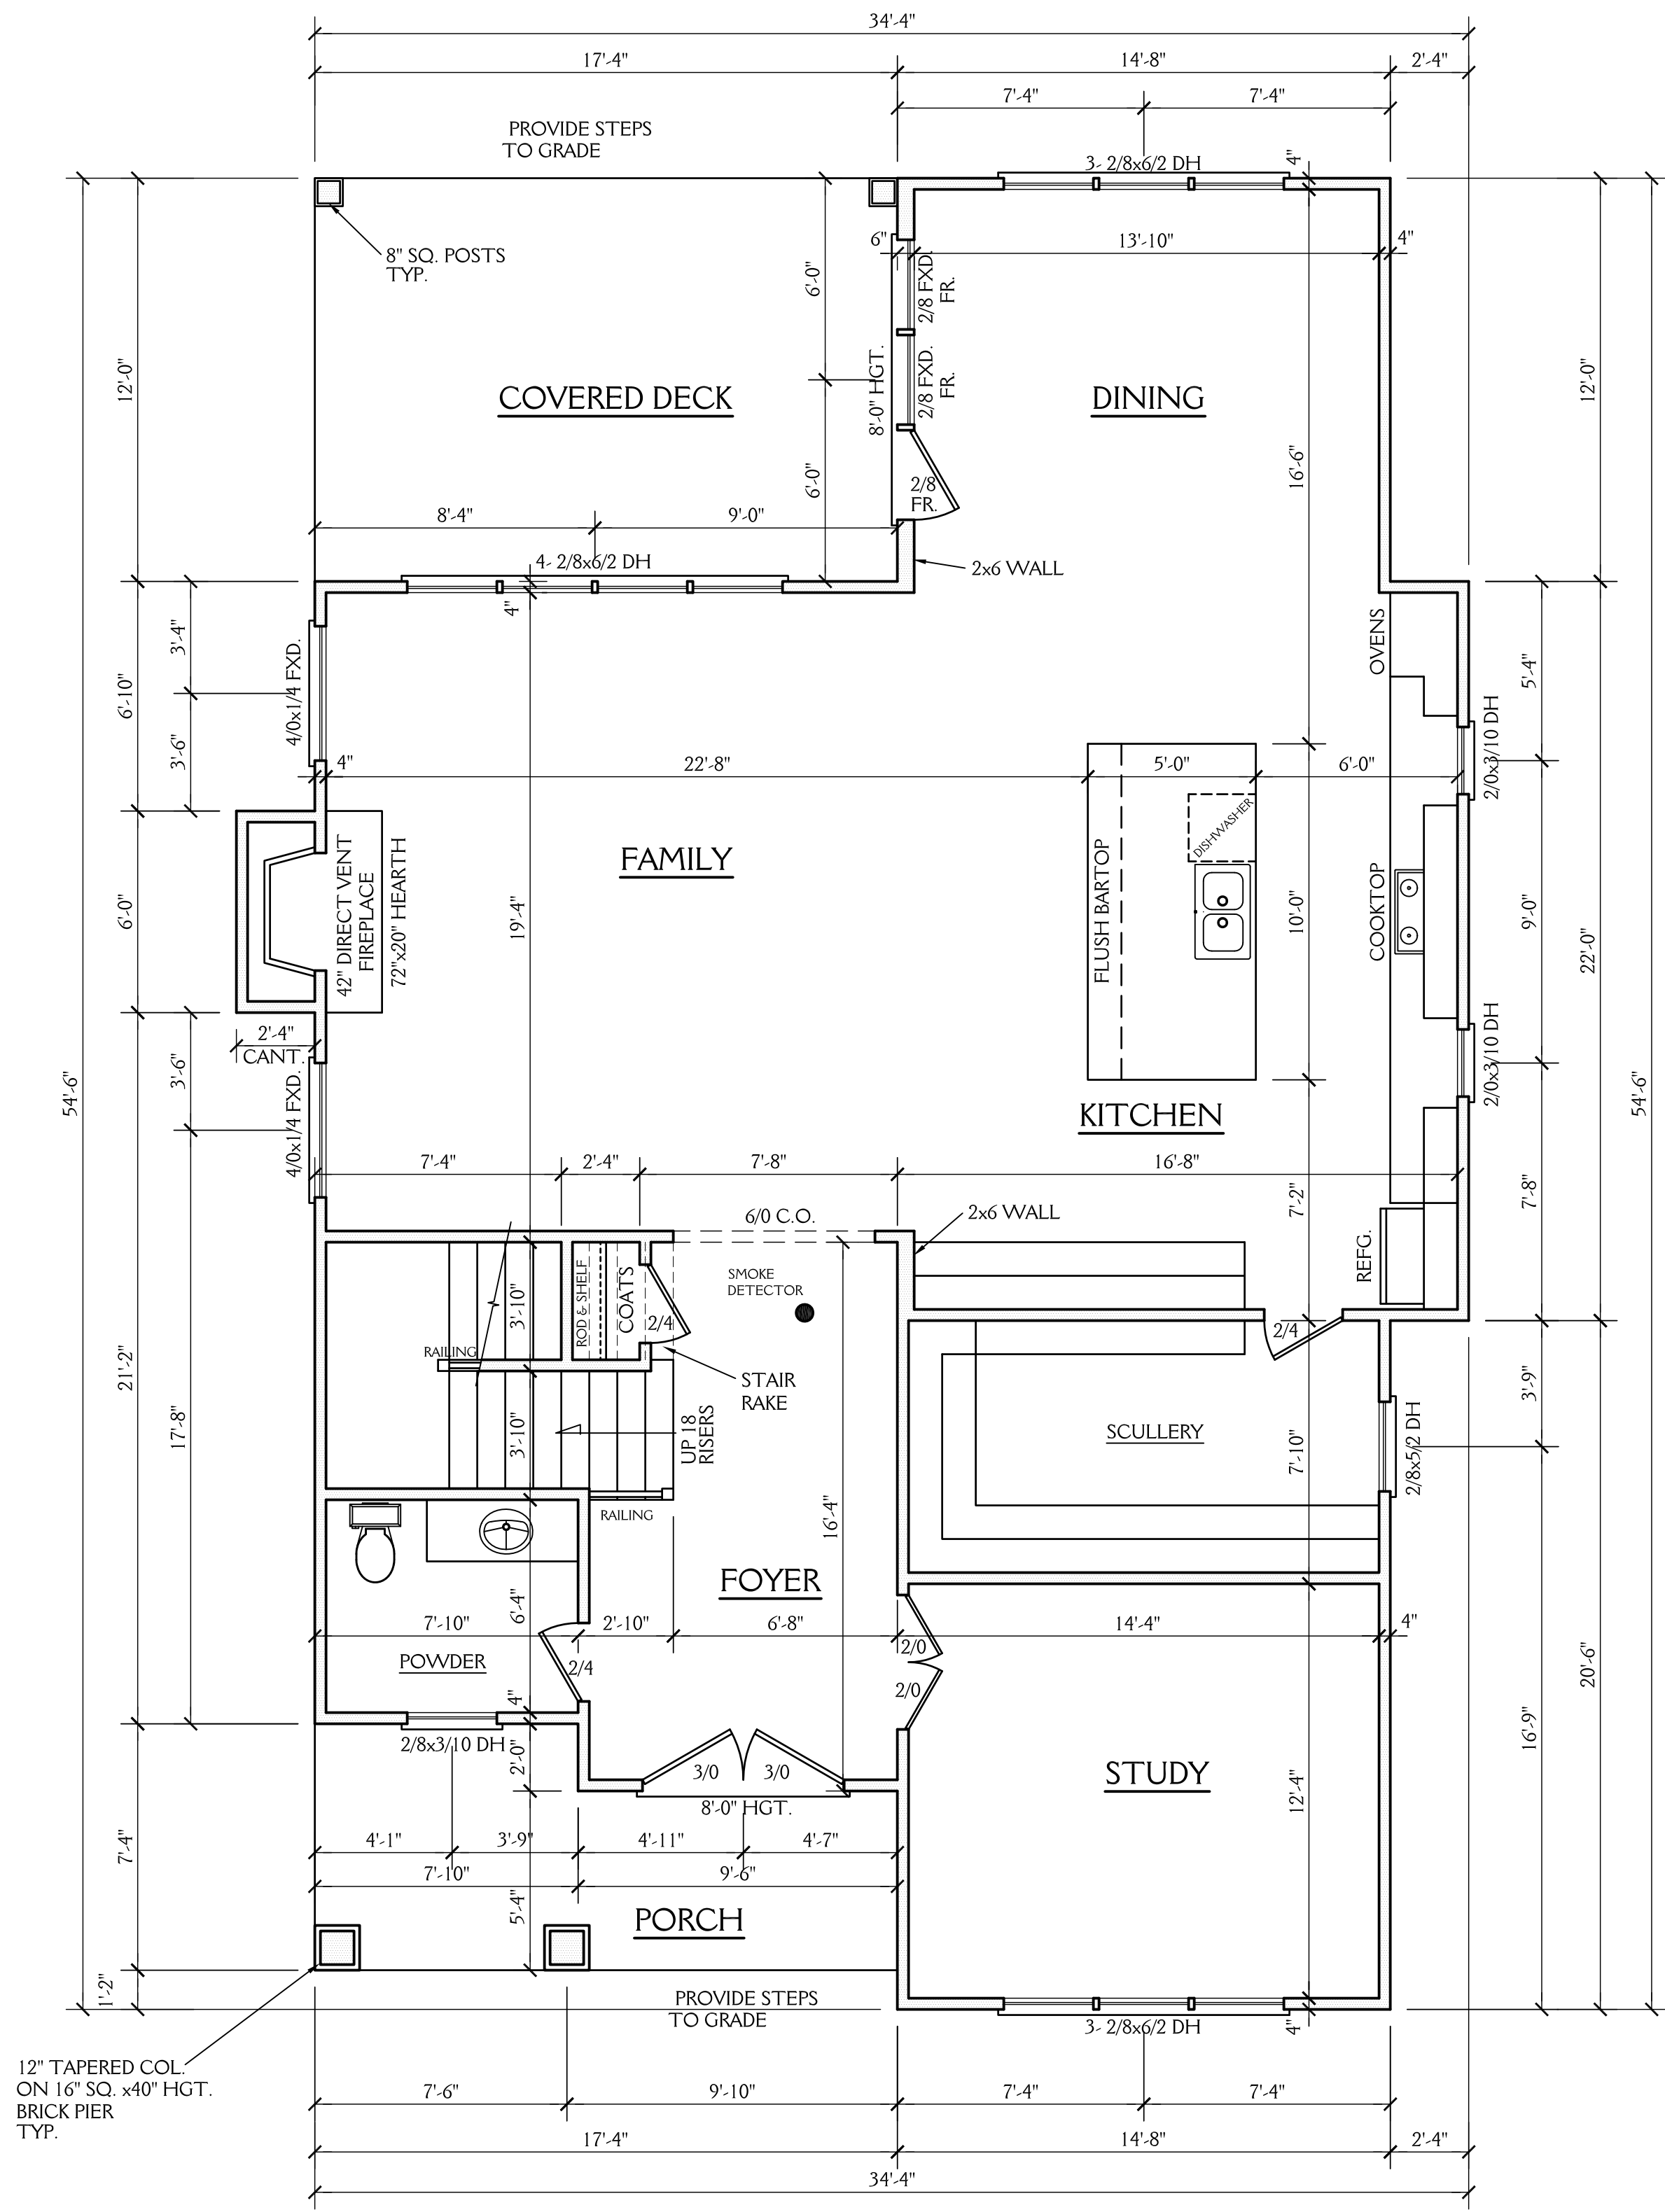 34'-4"
17'-4"
14'-8"
2'-4"
7'-4"
7'-4"
PROVIDE STEPS
TO GRADE
3- 2/8x6/2 DH
4"
8" SQ. POSTS
TYP.
6"
13'-10"
4"
6'-0"
2/8 FXD.
FR.
12'-0"
8'-0" HGT.
2/8 FXD.
FR.
12'-0"
COVERED DECK
DINING
6'-0"
16'-6"
2/8
FR.
8'-4"
9'-0"
4- 2/8x6/2 DH
2x6 WALL
4"
3'-4"
4/0x1/4 FXD.
OVENS
5'-4"
6'-10"
3'-6"
4"
22'-8"
5'-0"
6'-0"
2/0x3/10 DH
DISHWASHER
FAMILY
42" DIRECT VENT
FIREPLACE
72"x20" HEARTH
6'-0"
19'-4"
FLUSH BARTOP
10'-0"
COOKTOP
9'-0"
22'-0"
2'-4"
CANT.
3'-6"
4/0x1/4 FXD.
2/0x3/10 DH
54'-6"
54'-6"
KITCHEN
7'-4"
2'-4"
7'-8"
16'-8"
7'-2"
7'-8"
6/0 C.O.
2x6 WALL
REFG.
SMOKE
DETECTOR
3'-10"
ROD & SHELF
COATS
2/4
2/4
RAILING
STAIR
RAKE
21'-2"
3'-9"
17'-8"
3'-10"
UP 18
RISERS
SCULLERY
7'-10"
2/8x5/2 DH
RAILING
16'-4"
FOYER
6'-4"
7'-10"
2'-10"
6'-8"
14'-4"
4"
2/0
POWDER
2/4
2/0
20'-6"
4"
2/8x3/10 DH
2'-0"
3/0
3/0
STUDY
16'-9"
12'-4"
8'-0" HGT.
7'-4"
4'-1"
3'-9"
4'-11"
4'-7"
7'-10"
9'-6"
5'-4"
PORCH
1'-2"
PROVIDE STEPS
TO GRADE
3- 2/8x6/2 DH
4"
12" TAPERED COL.
ON 16" SQ. x40" HGT.
BRICK PIER
TYP.
7'-6"
9'-10"
7'-4"
7'-4"
17'-4"
14'-8"
2'-4"
34'-4"